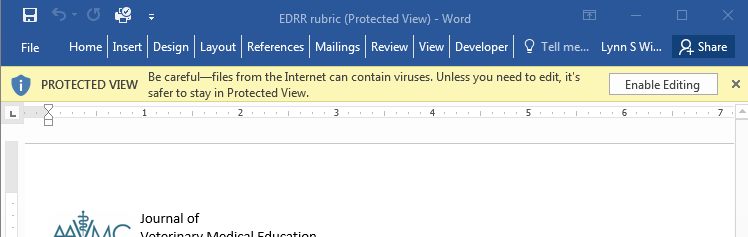 EDRR rubric (Protected View) - Word
File Home Insert Design Layout References Mailings Review View Developer Tell me... Lynn S Wi... Share
PROTECTED VIEW Be careful—files from the Internet can contain viruses. Unless you need to edit, it's
safer to stay in Protected View. Enable Editing
L 1 2 3 4 5 6 7
AAVMC Journal of
Veterinary Medical Education